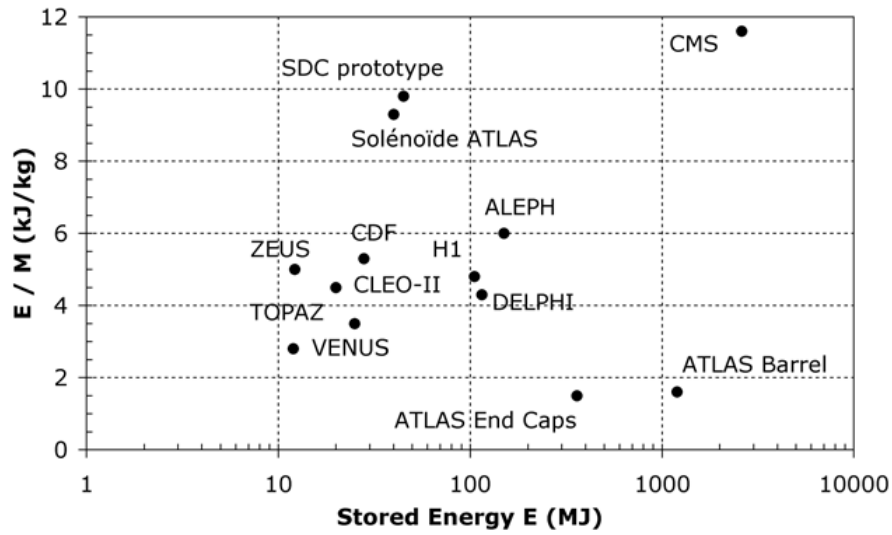 12
CMS
SDC prototype
10
Solénoïde ATLAS
8
E / M (kJ/kg)
ALEPH
6
CDF
H1
ZEUS
CLEO-II
DELPHI
4
TOPAZ
VENUS
ATLAS Barrel
2
ATLAS End Caps
0
1 10 100 1000 10000
Stored Energy E (MJ)